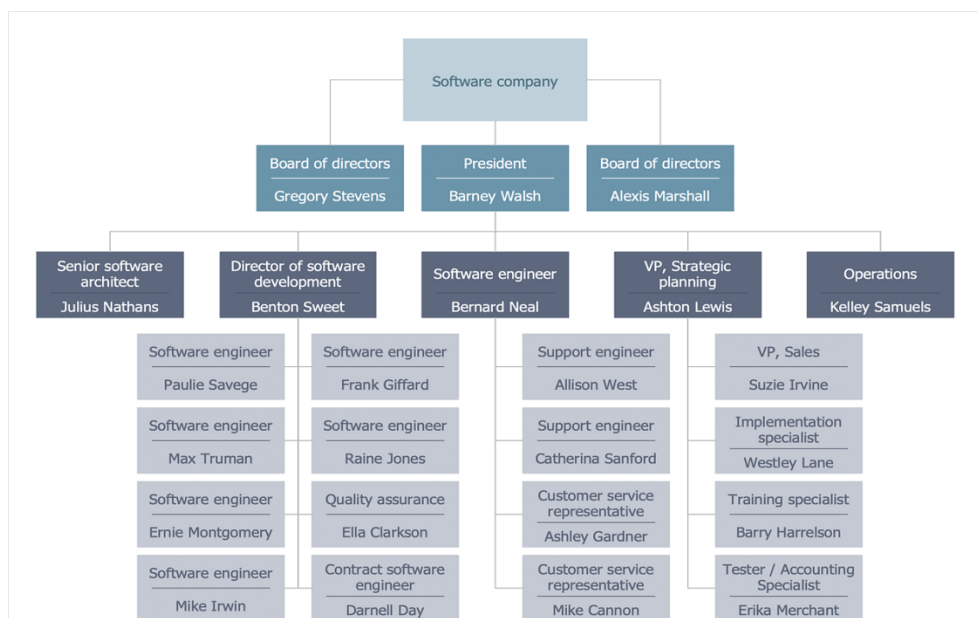 Software company
Board of directors
Gregory Stevens
President
Barney Walsh
Board of directors
Alexis Marshall
Senior software
architect
Julius Nathans
Director of software
development
Benton Sweet
Software engineer
Bernard Neal
VP, Strategic
planning
Ashton Lewis
Operations
Kelley Samuels
Software engineer
Paulie Savege
Software engineer
Frank Giffard
Support engineer
Allison West
VP, Sales
Suzie Irvine
Software engineer
Max Truman
Software engineer
Raine Jones
Support engineer
Catherina Sanford
Implementation
specialist
Westley Lane
Software engineer
Ernie Montgomery
Quality assurance
Ella Clarkson
Customer service
representative
Ashley Gardner
Training specialist
Barry Harrelson
Software engineer
Mike Irwin
Contract software
engineer
Darnell Day
Customer service
representative
Mike Cannon
Tester / Accounting
Specialist
Erika Merchant